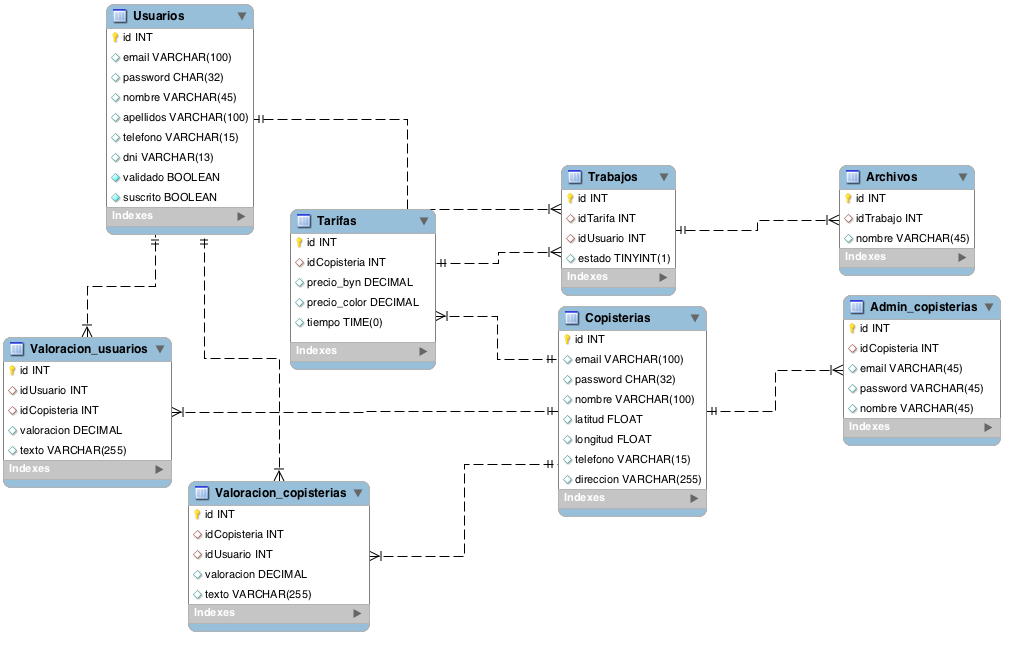 Usuarios
id INT
email VARCHAR(100)
password CHAR(32)
nombre VARCHAR(45)
apellidos VARCHAR(100)
telefono VARCHAR(15)
dni VARCHAR(13)
validado BOOLEAN
suscrito BOOLEAN
Indexes
Tarifas
id INT
idCopisteria INT
precio_byn DECIMAL
precio_color DECIMAL
tiempo TIME(0)
Indexes
Trabajos
id INT
idTarifa INT
idUsuario INT
estado TINYINT(1)
Indexes
Archivos
id INT
idTrabajo INT
nombre VARCHAR(45)
Indexes
Copisterias
id INT
email VARCHAR(100)
password CHAR(32)
nombre VARCHAR(100)
latitud FLOAT
longitud FLOAT
telefono VARCHAR(15)
direccion VARCHAR(255)
Indexes
Admin_copisterias
id INT
idCopisteria INT
email VARCHAR(45)
password VARCHAR(45)
nombre VARCHAR(45)
Indexes
Valoracion_usuarios
id INT
idUsuario INT
idCopisteria INT
valoracion DECIMAL
texto VARCHAR(255)
Indexes
Valoracion_copisterias
id INT
idCopisteria INT
idUsuario INT
valoracion DECIMAL
texto VARCHAR(255)
Indexes